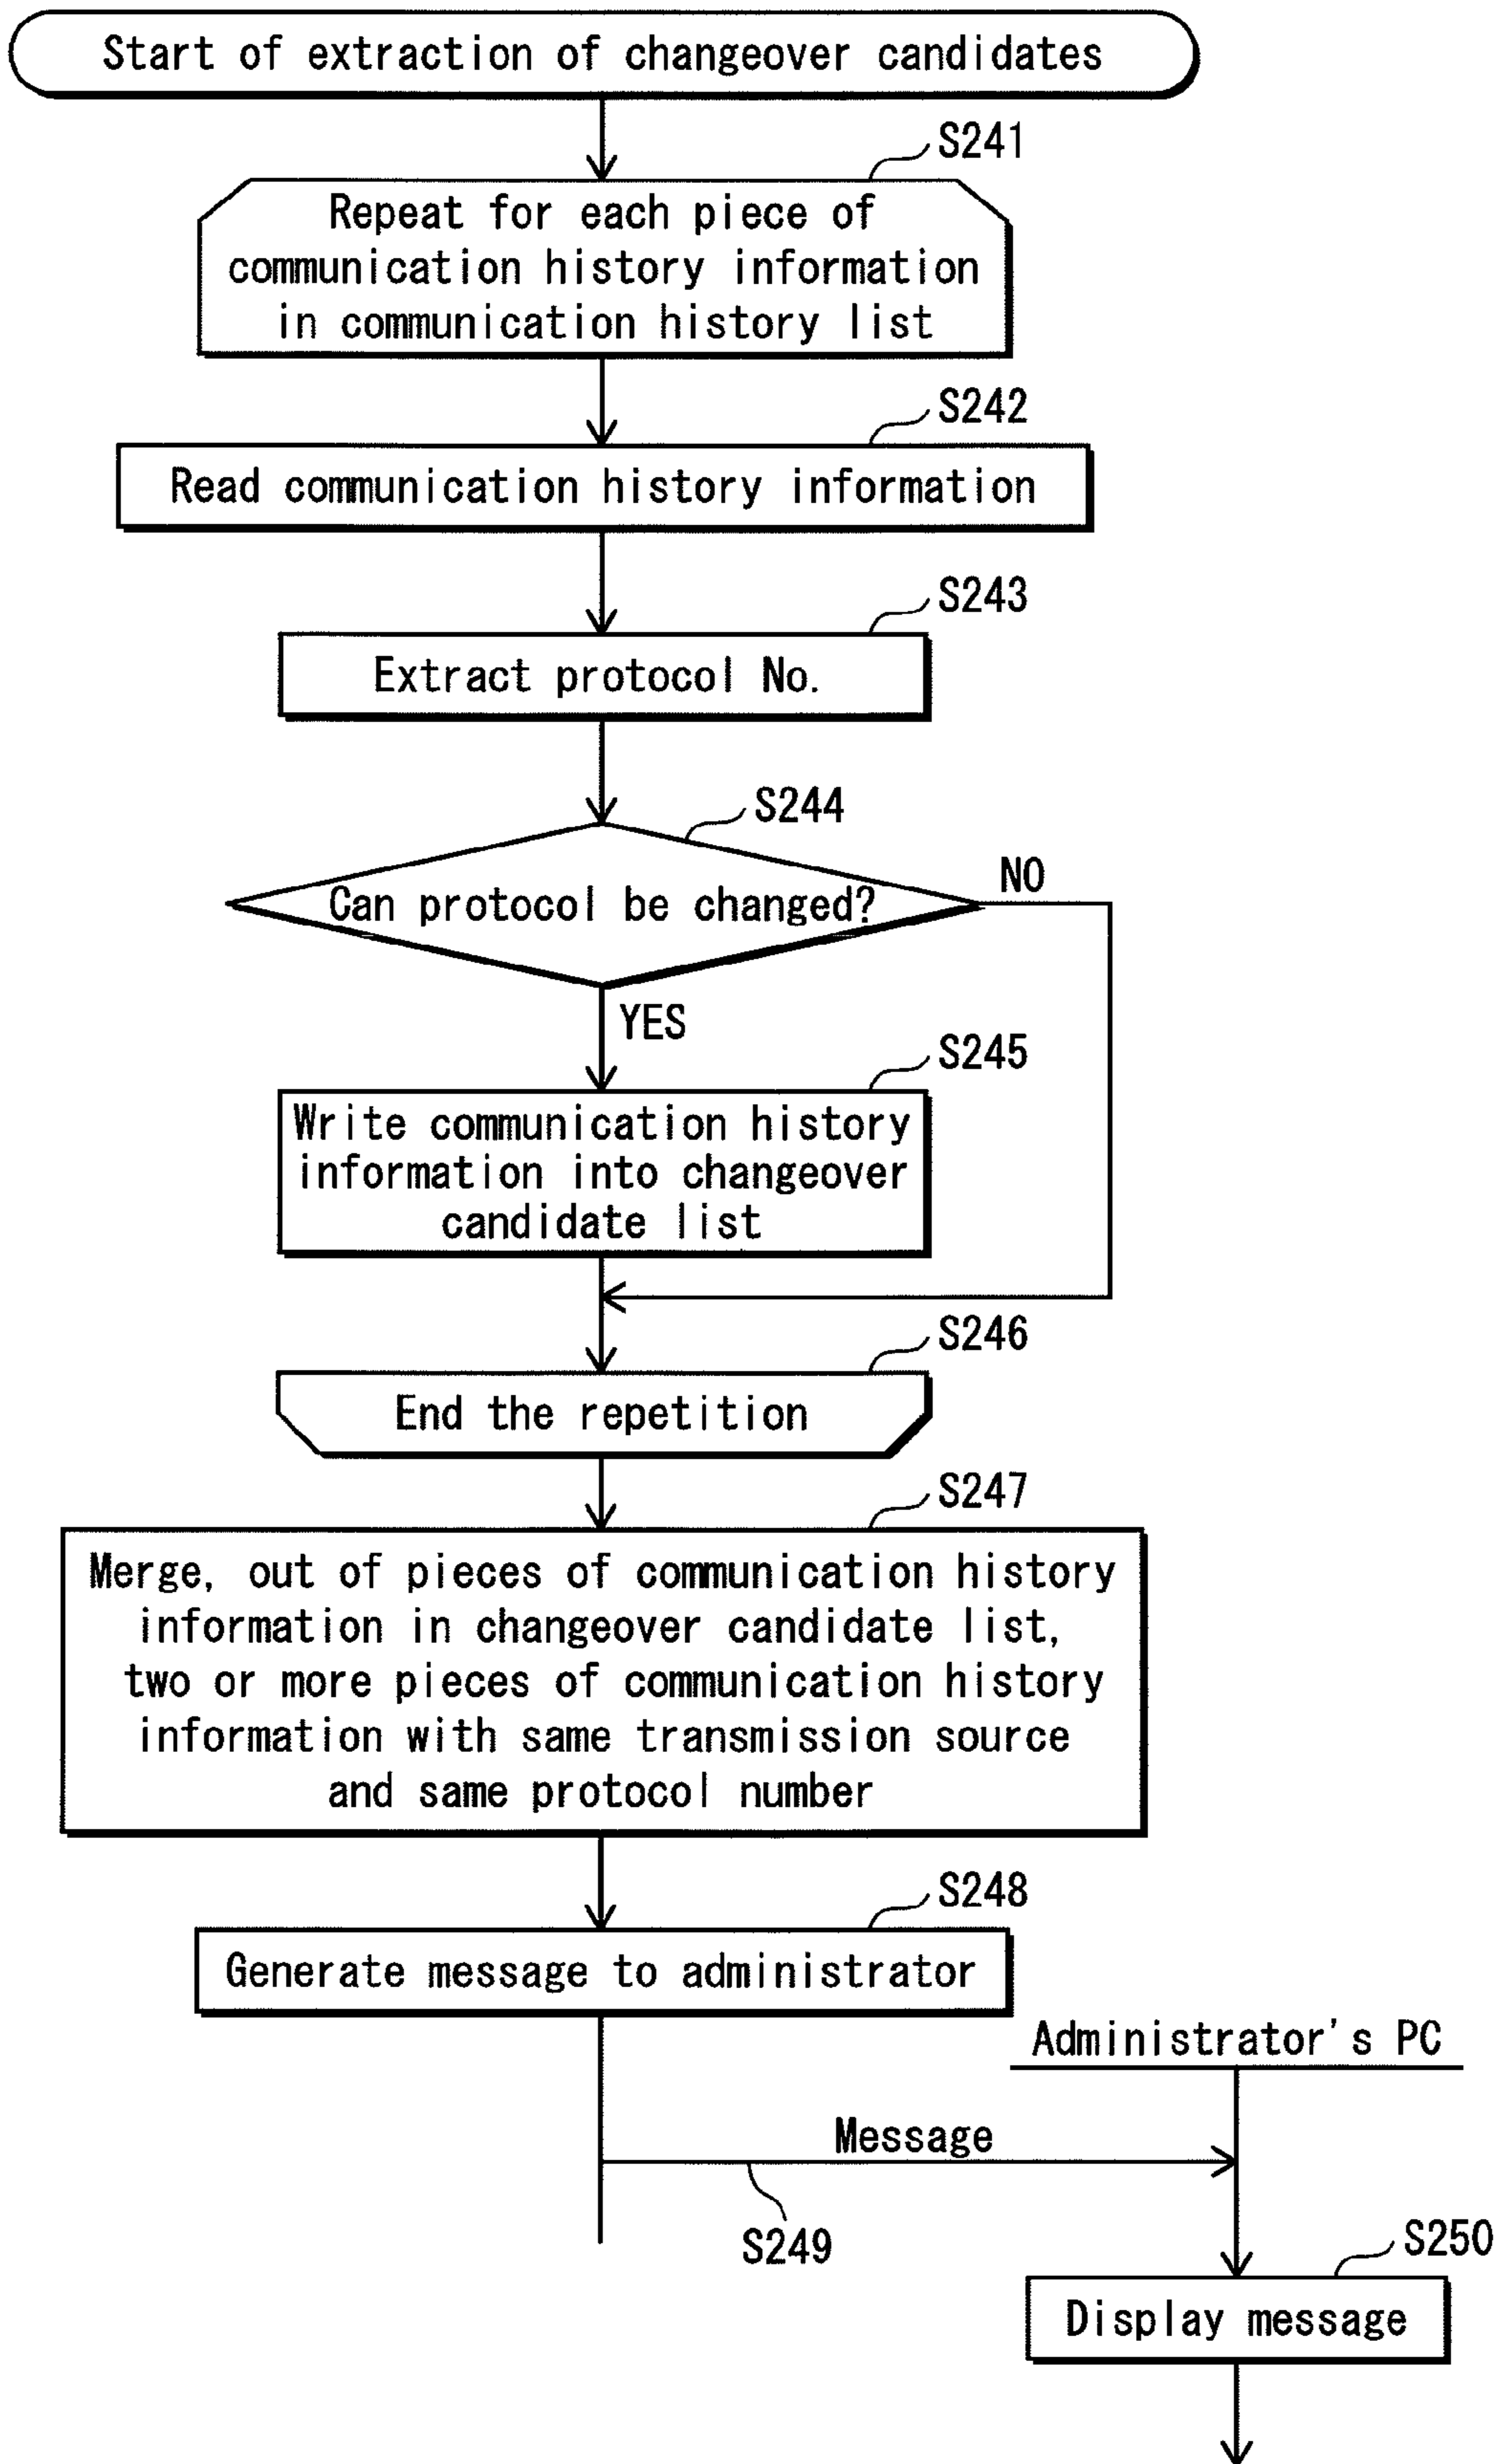 Start of extraction of changeover candidates
S241
Repeat for each piece of
communication history information
in communication history list
S242
Read communication history information
S243
Extract protocol No.
S244
Can protocol be changed?
NO
YES
S245
Write communication history
information into changeover
candidate list
S246
End the repetition
S247
Merge, out of pieces of communication history
information in changeover candidate list,
two or more pieces of communication history
information with same transmission source
and same protocol number
S248
Generate message to administrator
Administrator's PC
Message
S249
S250
Display message